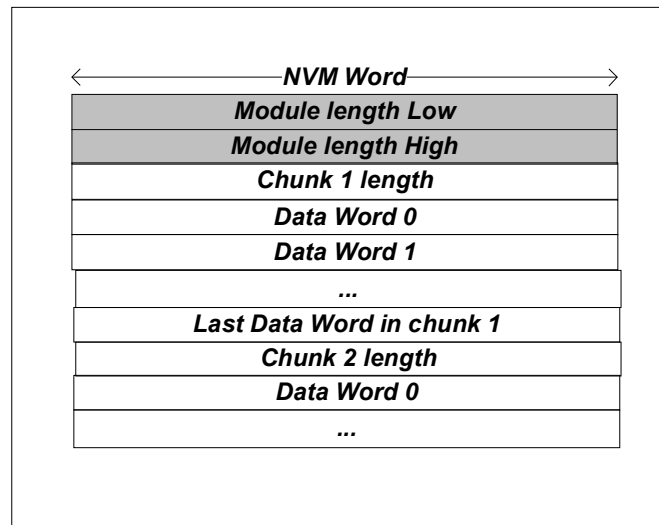 NVM Word
Module length Low
Module length High
Chunk 1 length
Data Word 0
Data Word 1
...
Last Data Word in chunk 1
Chunk 2 length
Data Word 0
...